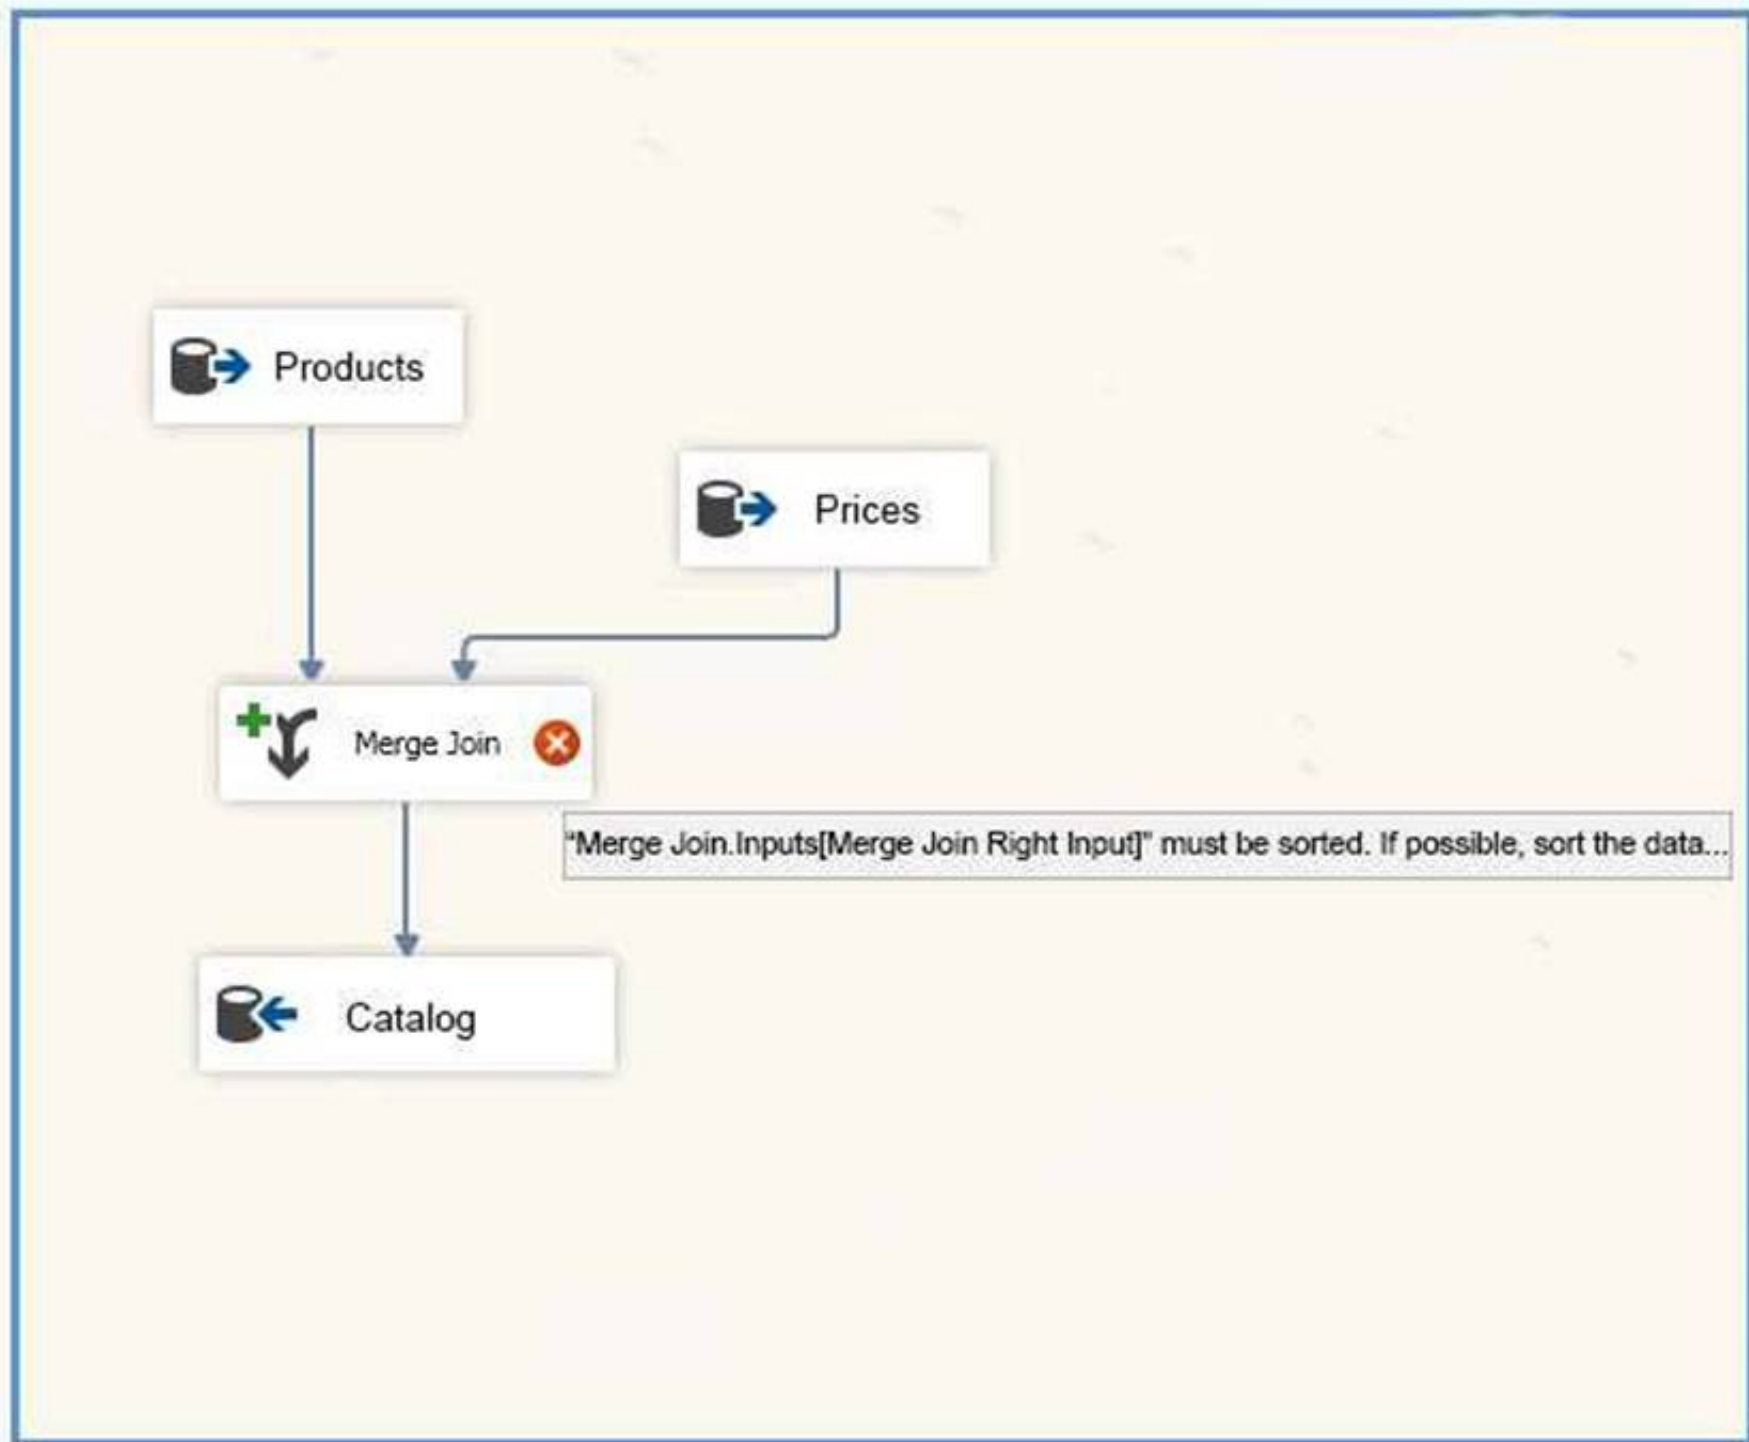 Products
Prices
Merge Join
“Merge Join.Inputs[Merge Join Right Input]” must be sorted. If possible, sort the data...
Catalog